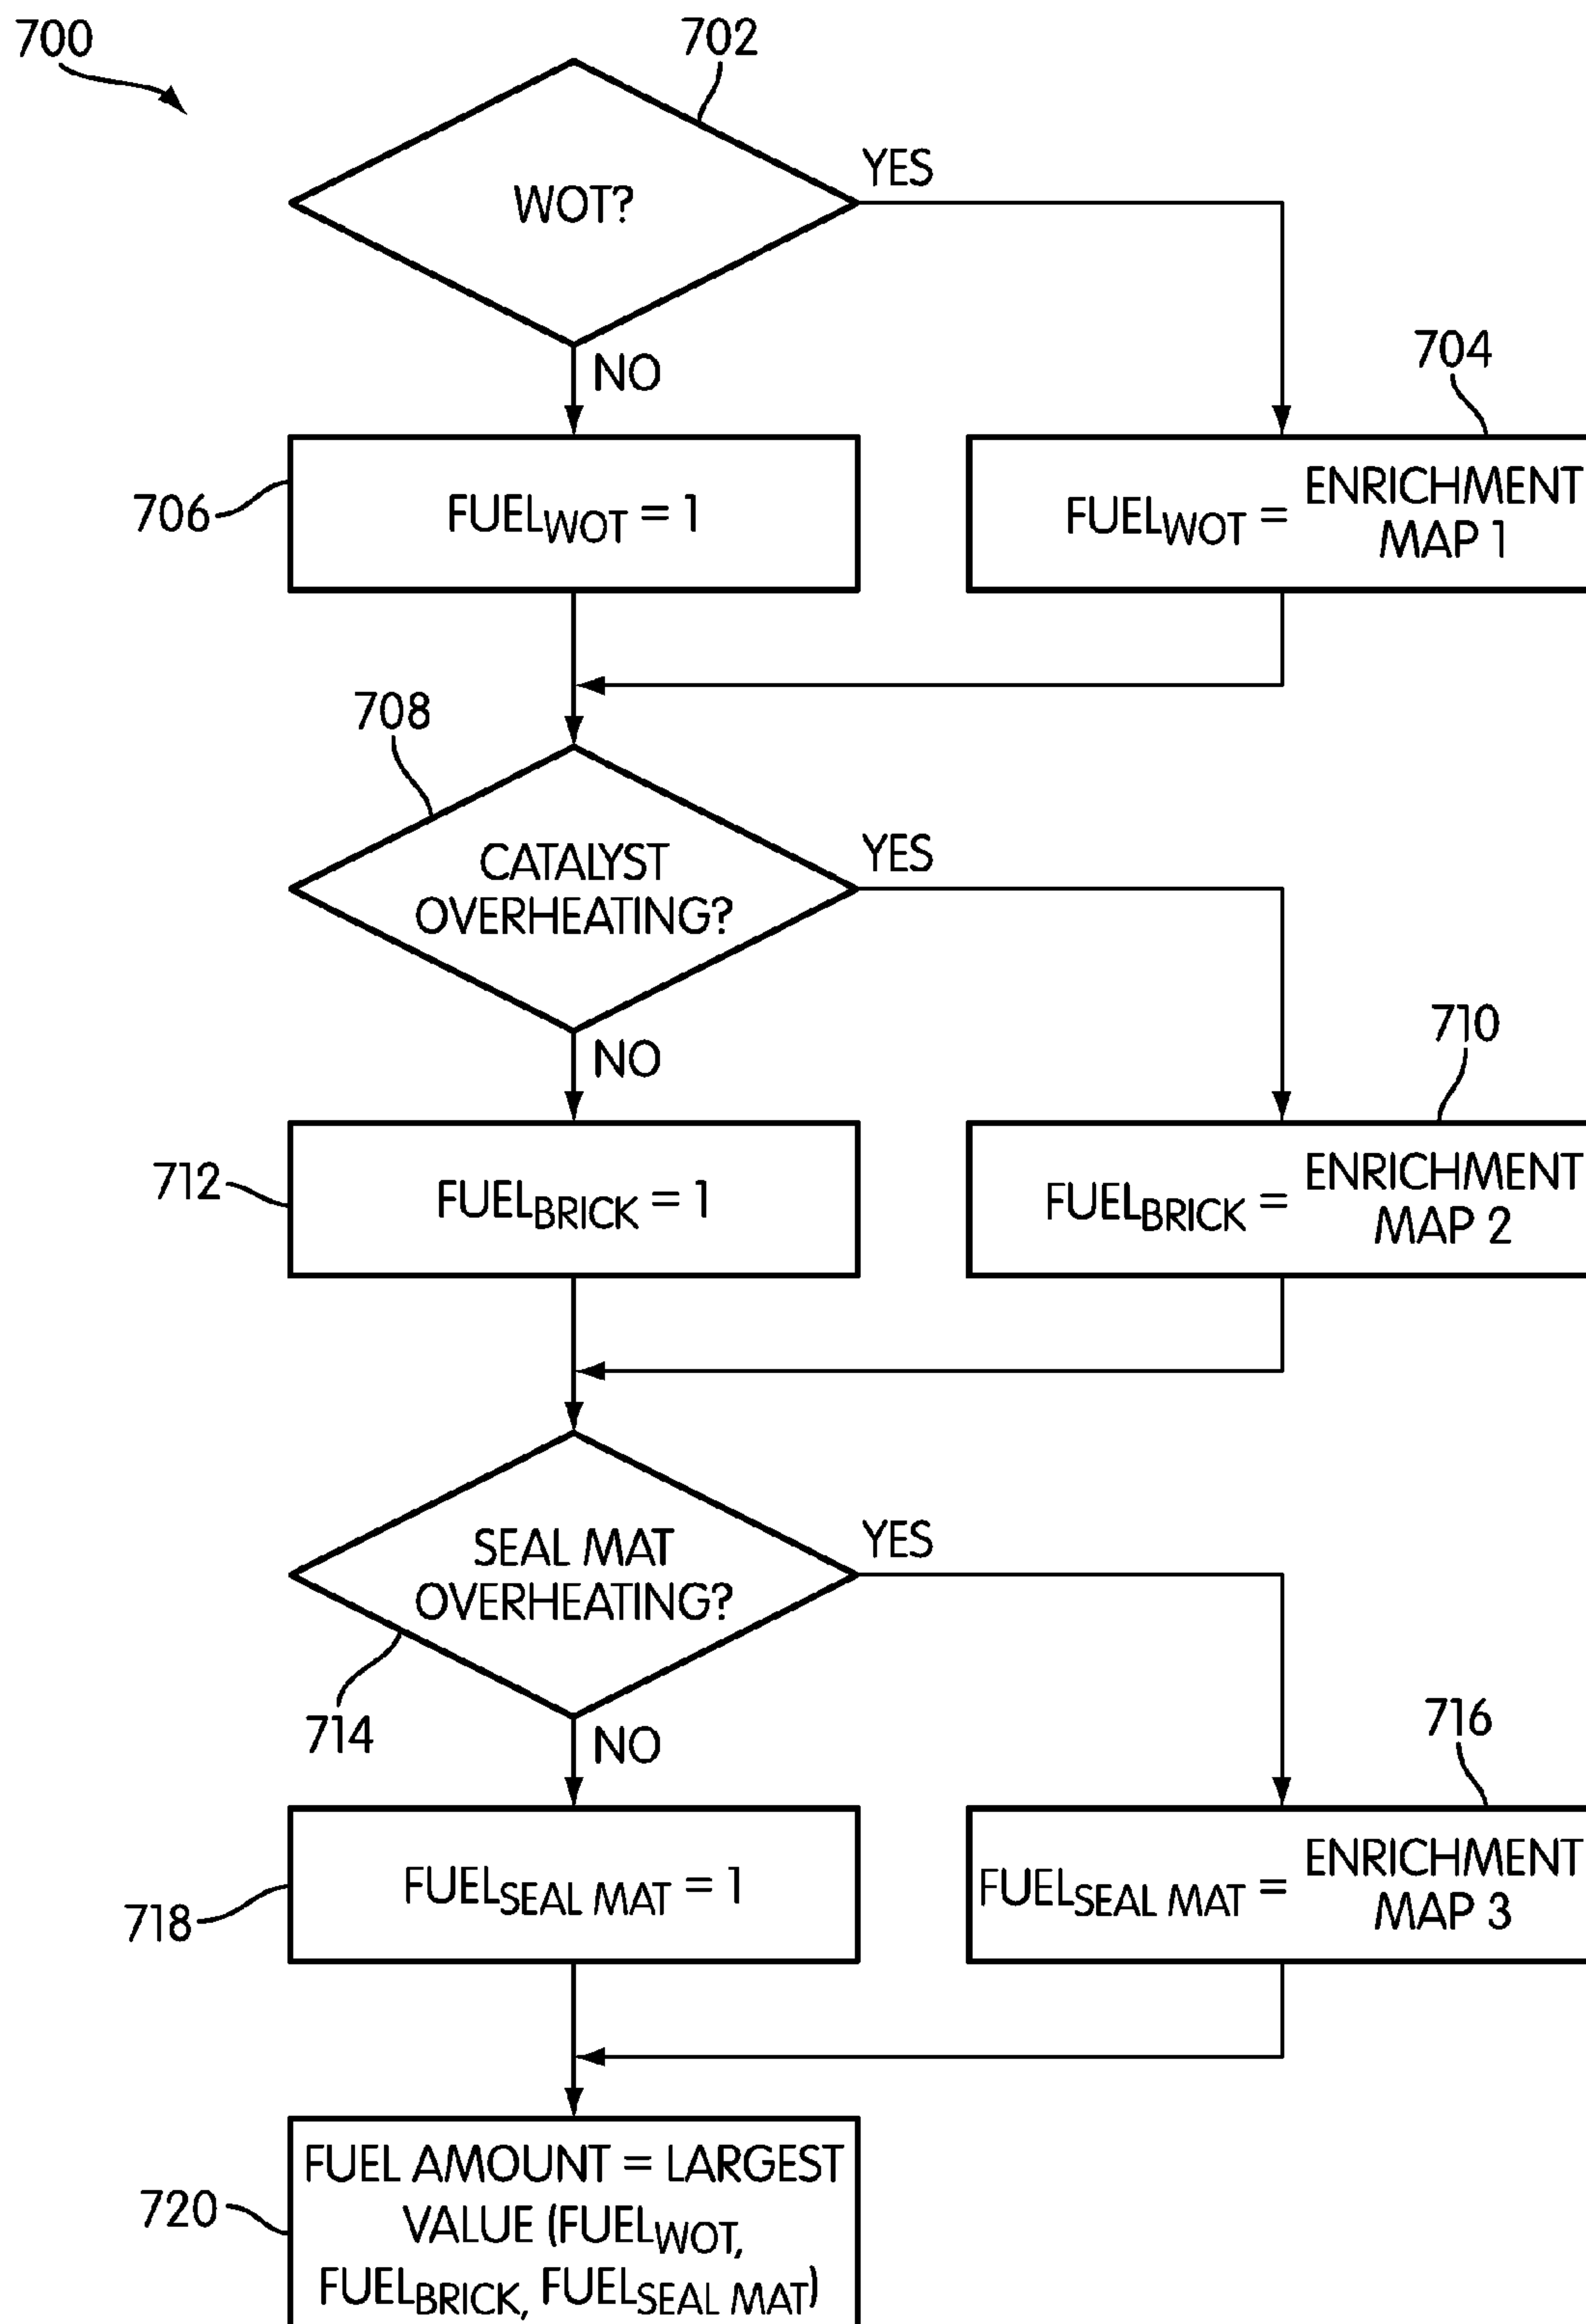 700
702
WOT?
YES
NO
704
706
FUELWOT = 1
FUELWOT = ENRICHMENT
MAP 1
708
CATALYST
OVERHEATING?
YES
NO
710
712
FUELBRICK = 1
FUELBRICK = ENRICHMENT
MAP 2
SEAL MAT
OVERHEATING?
YES
714
NO
716
718
FUELSEAL MAT = 1
FUELSEAL MAT = ENRICHMENT
MAP 3
720
FUEL AMOUNT = LARGEST
VALUE (FUELWOT,
FUELBRICK, FUELSEAL MAT)